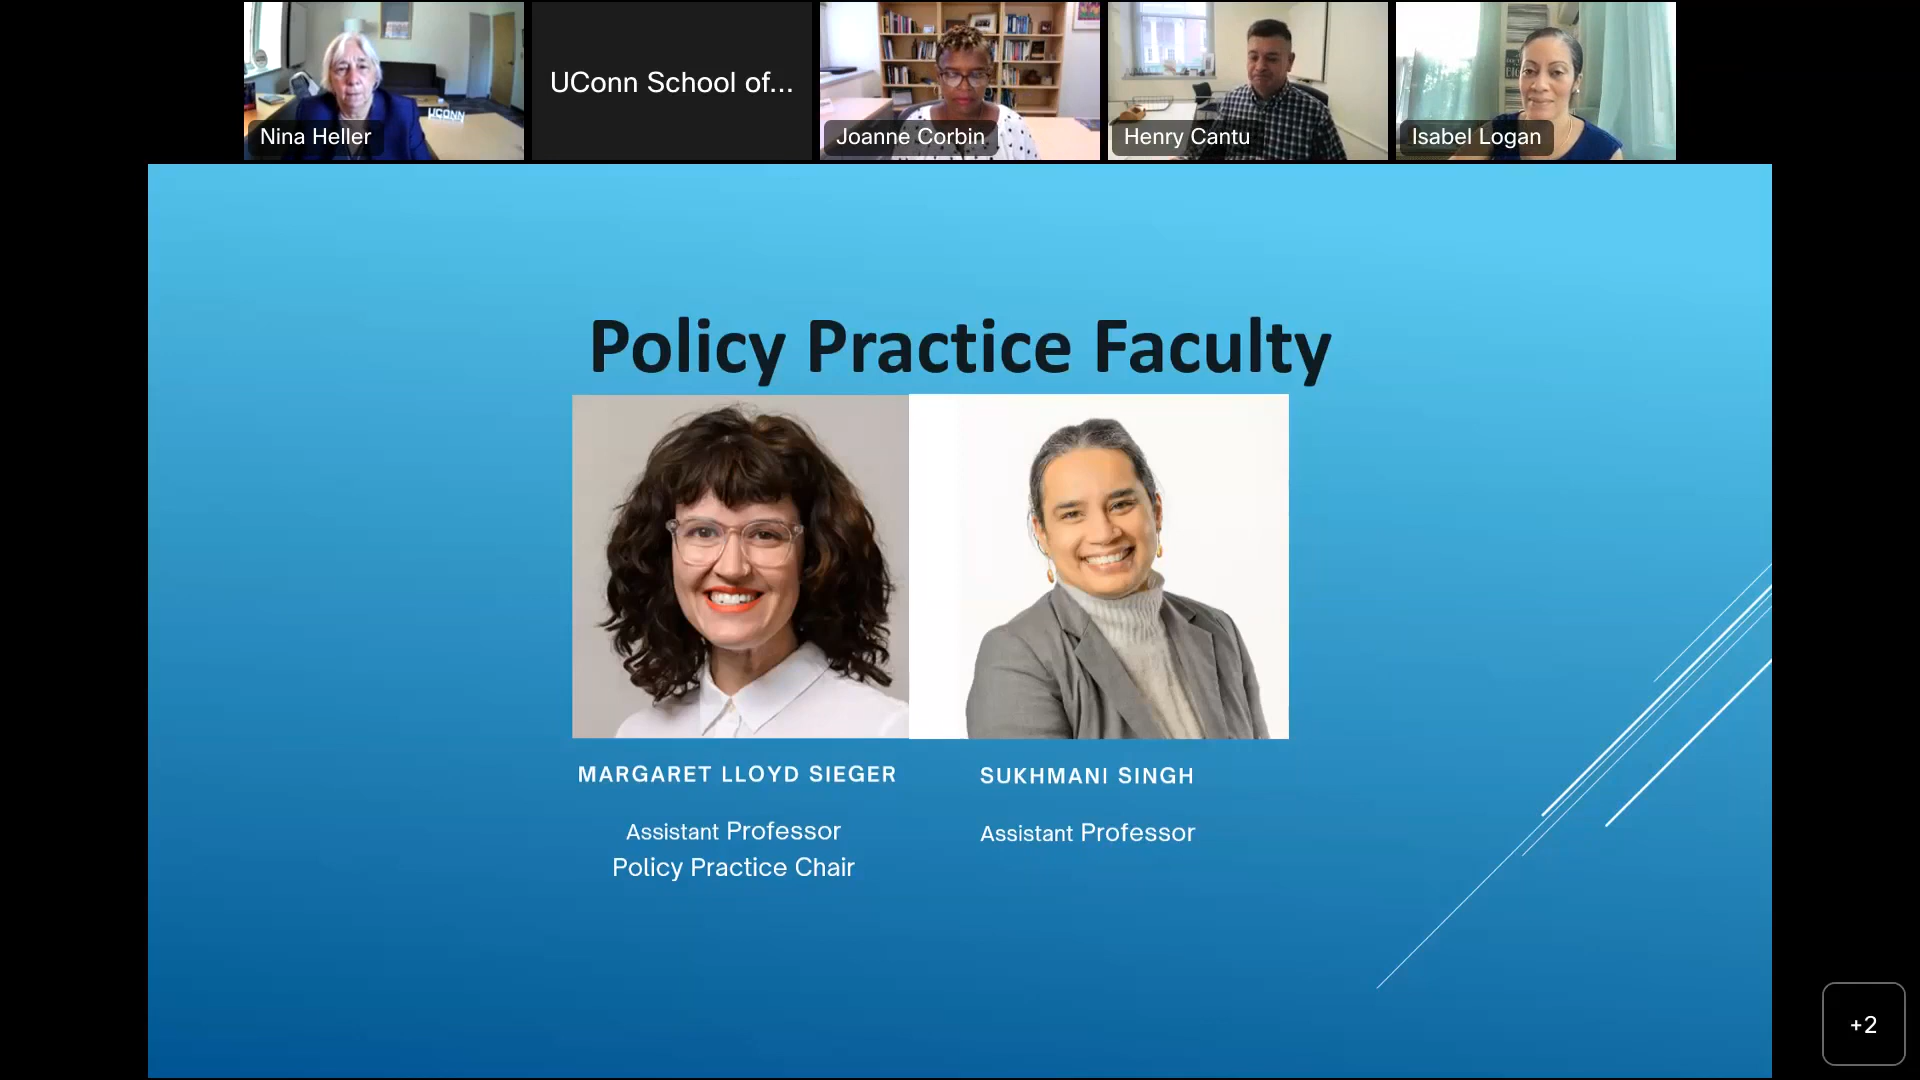 Nina Heller
UCONN
UConn School of...
Joanne Corbin
Henry Cantu
Isabel Logan
Policy Practice Faculty
MARGARET LLOYD SIEGER
Assistant Professor
Policy Practice Chair
SUKHMANI SINGH
Assistant Professor
+2